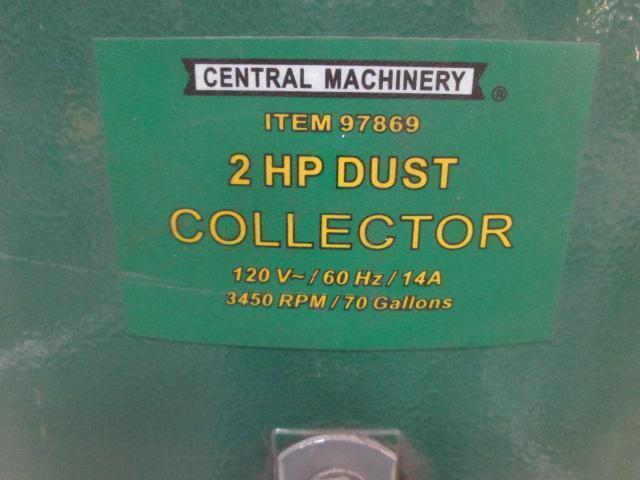 CENTRAL MACHINERY ®
ITEM 97869
2 HP DUST
COLLECTOR
120 V~ / 60 Hz / 14A
3450 RPM / 70 Gallons